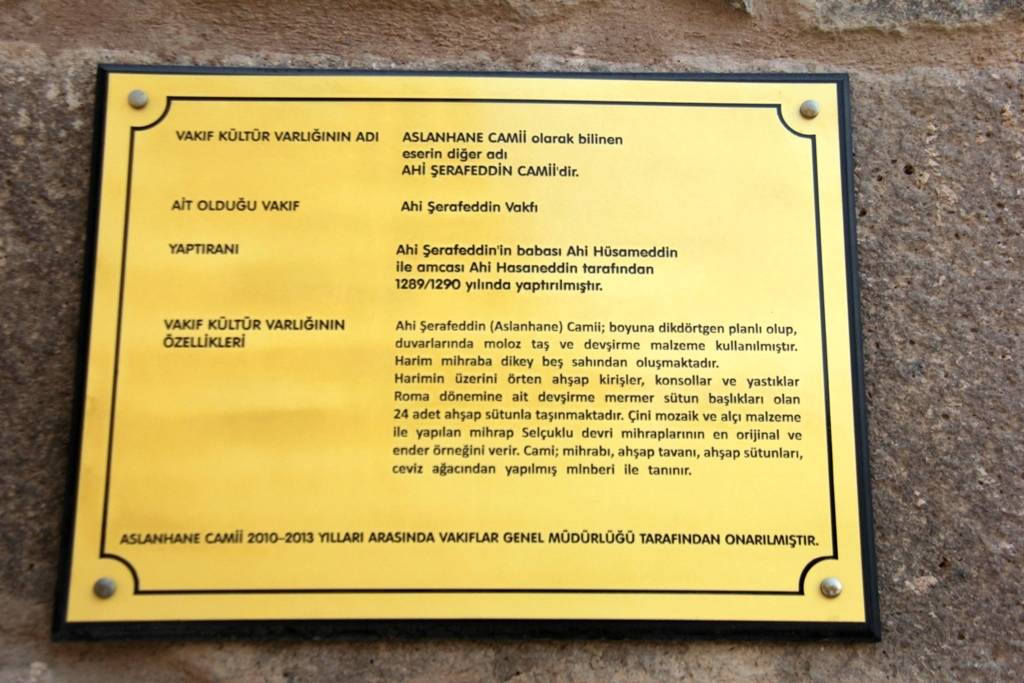 VAKIF KÜLTÜR VARLIĞININ ADI
ASLANHANE CAMİİ olarak bilinen
eserin diğer adı
AHİ ŞERAFEDDİN CAMİİ'dir.
AİT OLDUĞU VAKIF
Ahi Şerafeddin Vakfı
YAPTIRANI
Ahi Şerafeddin'in babası Ahi Hüsameddin
ile amcası Ahi Hasaneddin tarafından
1289/1290 yılında yaptırılmıştır.
VAKIF KÜLTÜR VARLIĞININ
ÖZELLİKLERİ
Ahi Şerafeddin (Aslanhane) Camii; boyuna dikdörtgen planlı olup,
duvarlarında moloz taş ve devşirme malzeme kullanılmıştır.
Harim mihraba dikey beş sahından oluşmaktadır.
Harimin üzerini örten ahşap kirişler, konsollar ve yastıklar
Roma dönemine ait devşirme mermer sütun başlıkları olan
24 adet ahşap sütunla taşınmaktadır. Çini mozaik ve alçı malzeme
ile yapılan mihrap Selçuklu devri mihraplarının en orijinal ve
ender örneğini verir. Cami; mihrabı, ahşap tavanı, ahşap sütunları,
ceviz ağacından yapılmış mlnberi ile tanınır.
ASLANHANE CAMİİ 2010–2013 YILLARI ARASINDA VAKIFLAR GENEL MÜDÜRLÜĞÜ TARAFINDAN ONARILMIŞTIR.